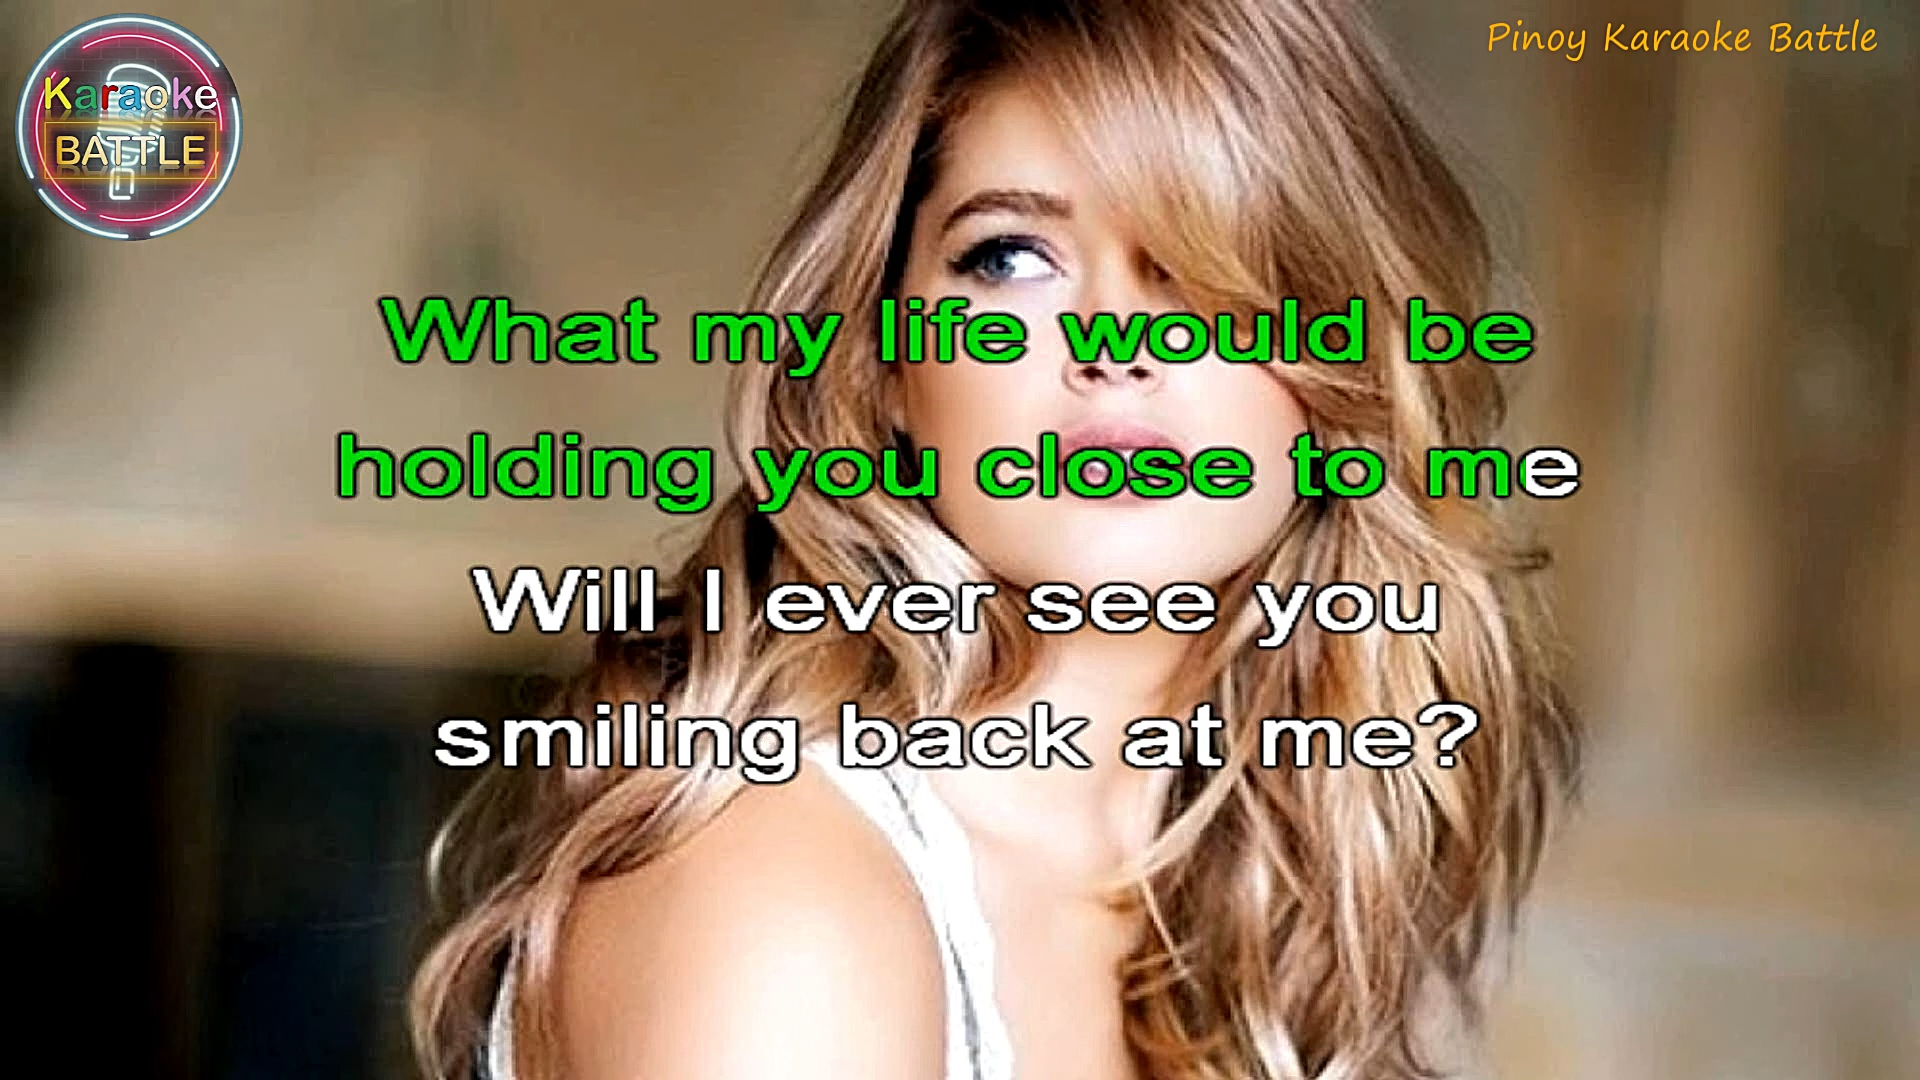 Karaoke
BATTLE
Pinoy Karaoke Battle
What my life would be
holding you close to me
Will I ever see you
smiling back at me?